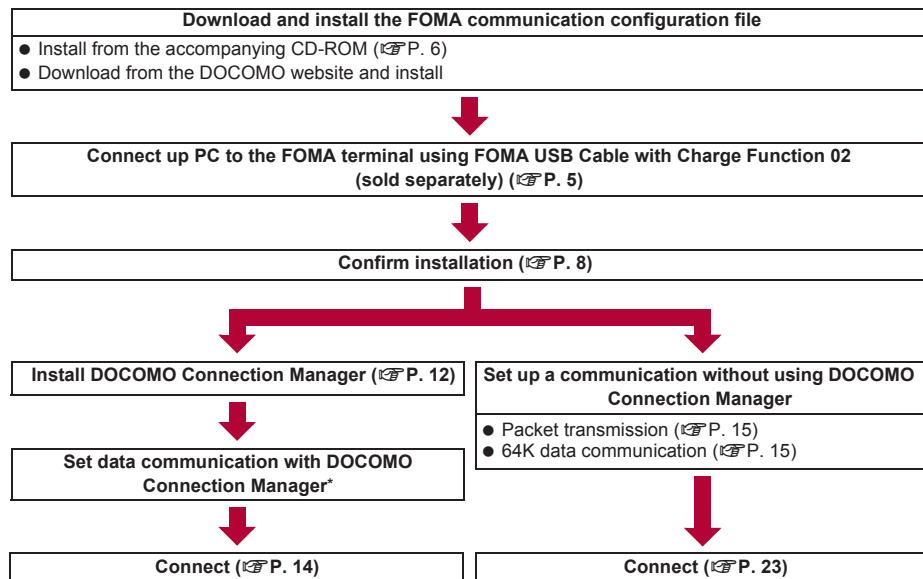 Download and install the FOMA communication configuration file
● Install from the accompanying CD-ROM (☞P. 6)
● Download from the DOCOMO website and install
Connect up PC to the FOMA terminal using FOMA USB Cable with Charge Function 02
(sold separately) (☞P. 5)
Confirm installation (☞P. 8)
Install DOCOMO Connection Manager (☞P. 12)
Set data communication with DOCOMO
Connection Manager*
Connect (☞P. 14)
Set up a communication without using DOCOMO
Connection Manager
● Packet transmission (☞P. 15)
● 64K data communication (☞P. 15)
Connect (☞P. 23)